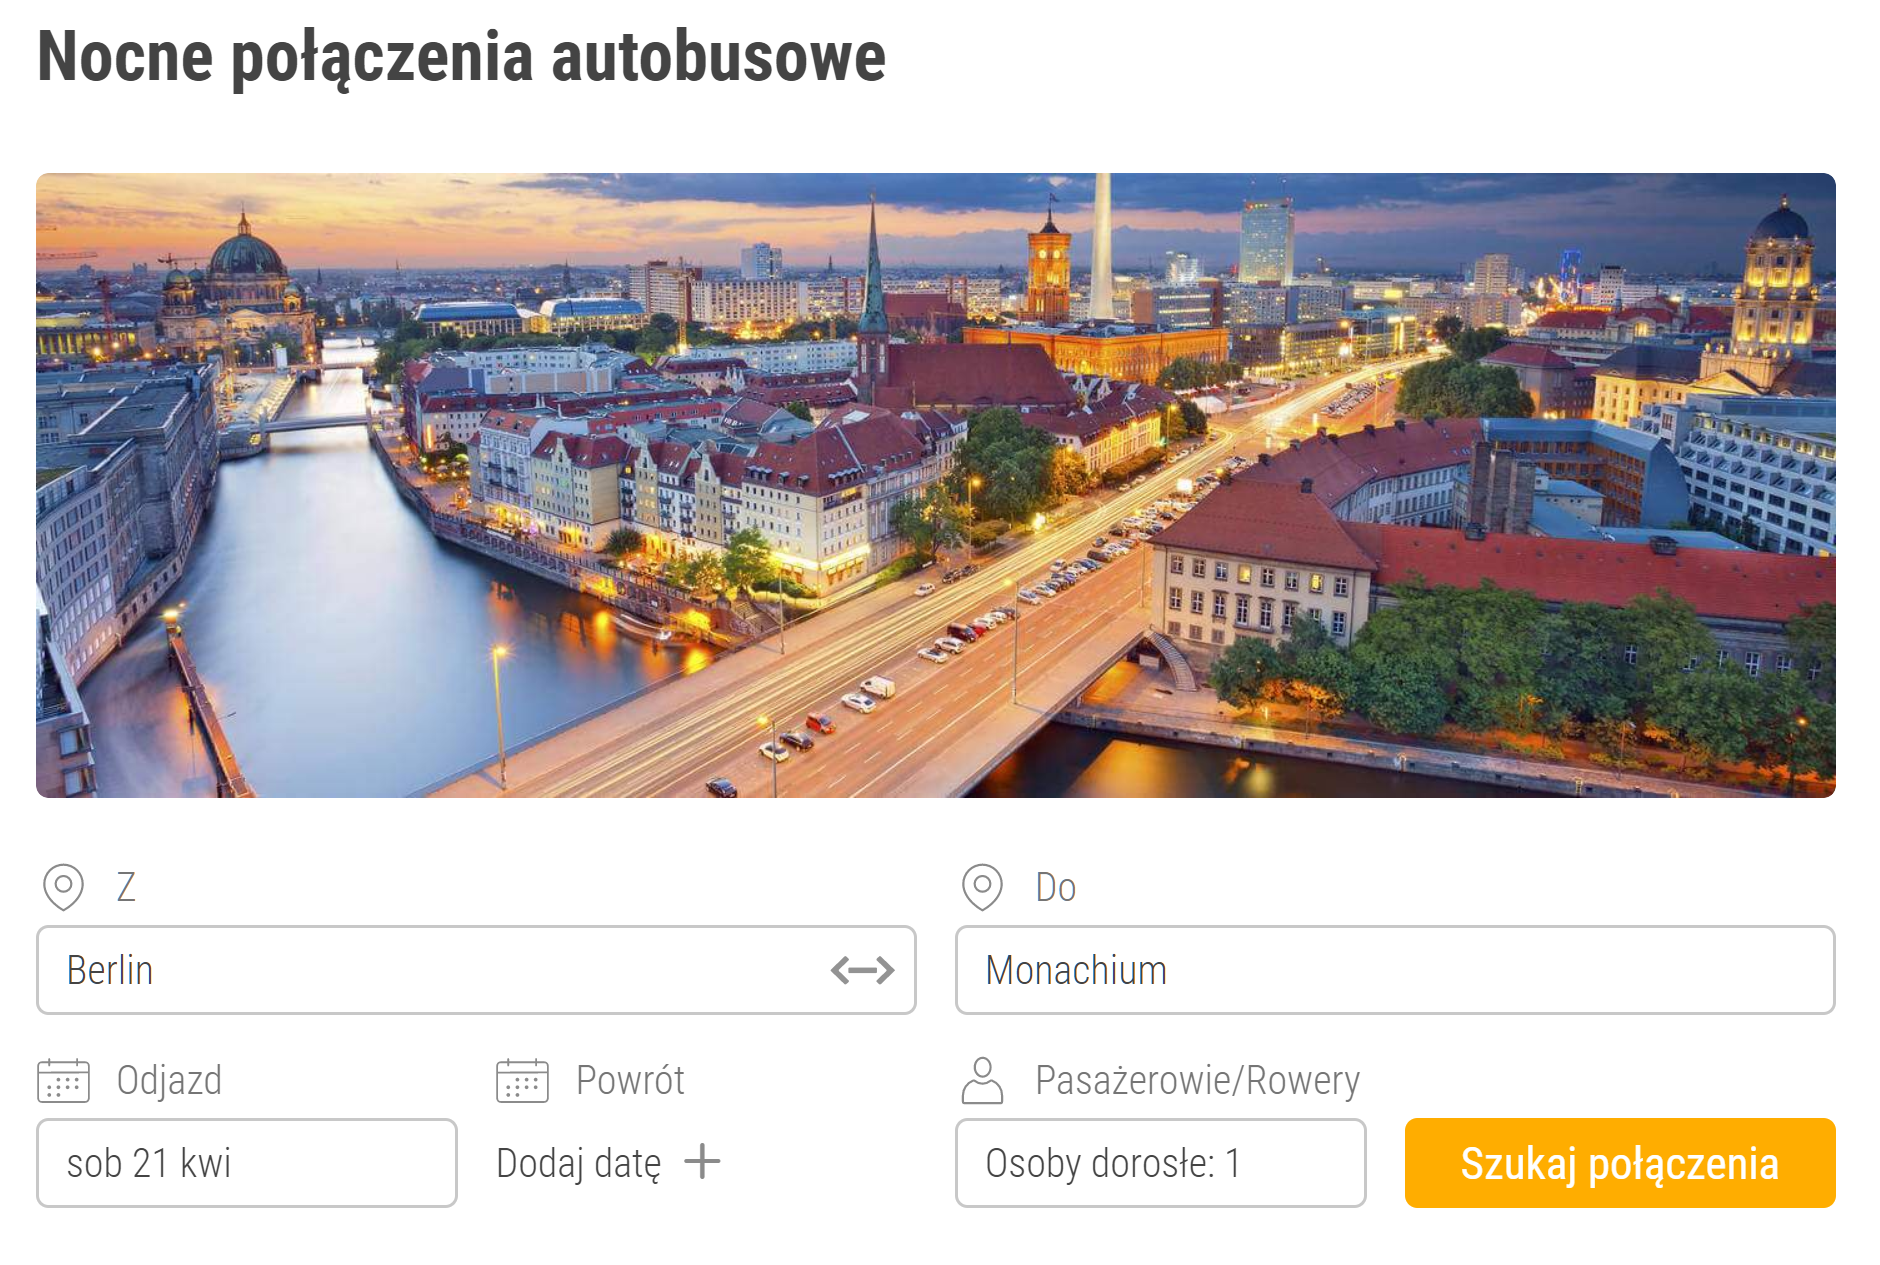 Nocne połączenia autobusowe
Z
Do
Berlin
Monachium
Odjazd
Powrót
Pasażerowie/Rowery
sob 21 kwi
Dodaj datę
Osoby dorosłe: 1
Szukaj połączenia